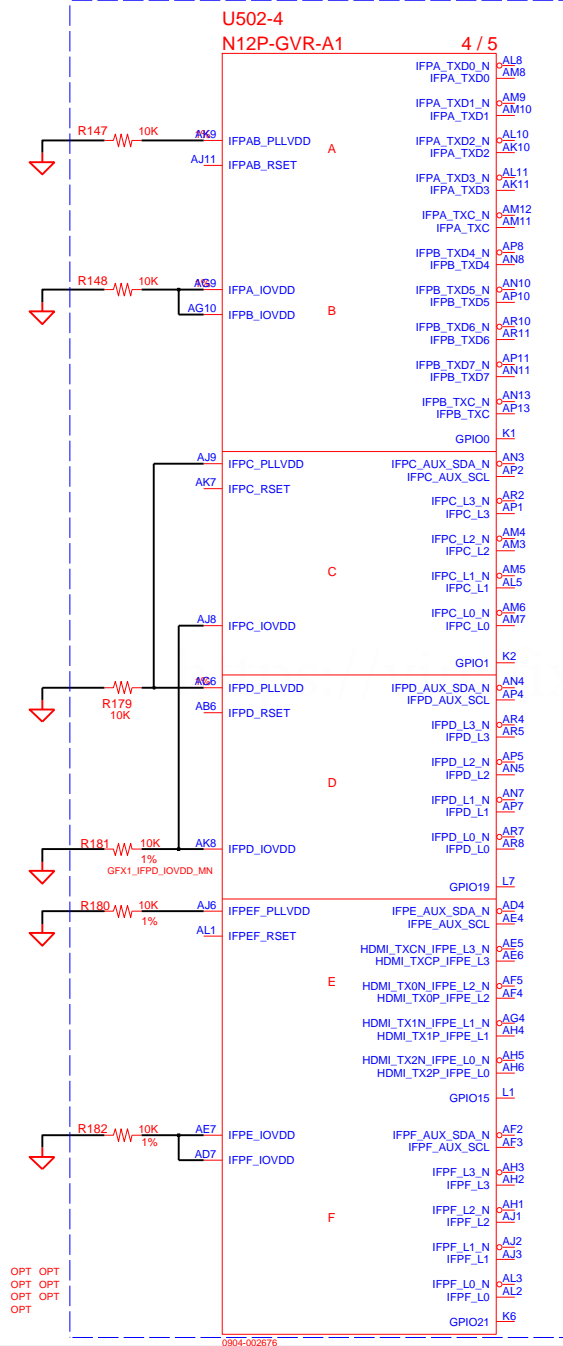 U502-4
N12P-GVR-A1 4 / 5
IFPA_TXD0_N AL8
IFPA_TXD0 AM8
IFPA_TXD1_N AM9
IFPA_TXD1 AM10
R147 10K AK9 IFPAB_PLLVDD
A
IFPA_TXD2_N AL10
IFPA_TXD2 AK10
AJ11 IFPAB_RSET
IFPA_TXD3_N AL11
IFPA_TXD3 AK11
IFPA_TXC_N AM12
IFPA_TXC AM11
IFPB_TXD4_N AP8
IFPB_TXD4 AN8
R148 10K AG9 IFPA_IOVDD
IFPB_TXD5_N AN10
IFPB_TXD5 AP10
AG10 IFPB_IOVDD
B
IFPB_TXD6_N AR10
IFPB_TXD6 AR11
IFPB_TXD7_N AP11
IFPB_TXD7 AN11
IFPB_TXC_N AN13
IFPB_TXC AP13
GPIO0 K1
AJ9 IFPC_PLLVDD
IFPC_AUX_SDA_N AN3
IFPC_AUX_SCL AP2
AK7 IFPC_RSET
IFPC_L3_N AR2
IFPC_L3 AP1
IFPC_L2_N AM4
IFPC_L2 AM3
C
IFPC_L1_N AM5
IFPC_L1 AL5
AJ8 IFPC_IOVDD
IFPC_L0_N AM6
IFPC_L0 AM7
GPIO1 K2
R179
10K
AC6 IFPD_PLLVDD
IFPD_AUX_SDA_N AN4
IFPD_AUX_SCL AP4
AB6 IFPD_RSET
IFPD_L3_N AR4
IFPD_L3 AR5
IFPD_L2_N AP5
IFPD_L2 AN5
D
IFPD_L1_N AN7
IFPD_L1 AP7
R181 10K AK8 IFPD_IOVDD
1%
GFX1_IFPD_IOVDD_MN
IFPD_L0_N AR7
IFPD_L0 AR8
GPIO19 L7
R180 10K AJ6 IFPEF_PLLVDD
1%
IFPE_AUX_SDA_N AD4
IFPE_AUX_SCL AE4
AL1 IFPEF_RSET
HDMI_TXCN_IFPE_L3_N AE5
HDMI_TXCP_IFPE_L3 AE6
E
HDMI_TX0N_IFPE_L2_N AF5
HDMI_TX0P_IFPE_L2 AF4
HDMI_TX1N_IFPE_L1_N AG4
HDMI_TX1P_IFPE_L1 AH4
HDMI_TX2N_IFPE_L0_N AH5
HDMI_TX2P_IFPE_L0 AH6
GPIO15 L1
R182 10K AE7 IFPE_IOVDD
1%
IFPF_AUX_SDA_N AF2
IFPF_AUX_SCL AF3
AD7 IFPF_IOVDD
IFPF_L3_N AH3
IFPF_L3 AH2
IFPF_L2_N AH1
IFPF_L2 AJ1
F
IFPF_L1_N AJ2
IFPF_L1 AJ3
IFPF_L0_N AL3
IFPF_L0 AL2
GPIO21 K6
OPT OPT
OPT OPT
OPT OPT
OPT
0904-002676